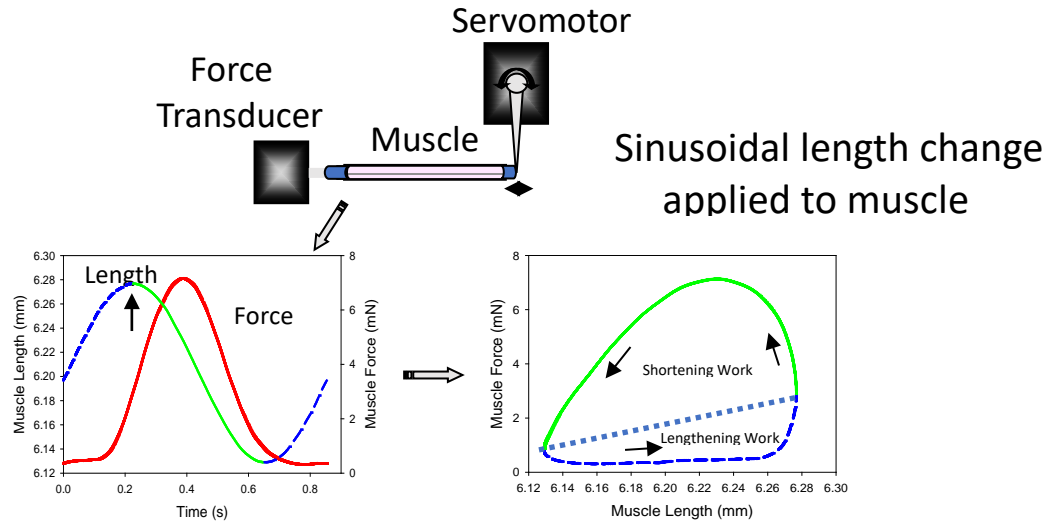 Servomotor
Force
Transducer
Muscle
Sinusoidal length change
applied to muscle
6.30
6.28
6.26
6.24
6.22
6.20
6.18
6.16
6.14
6.12
Muscle Length (mm)
Length
Force
8
6
4
2
0
Muscle Force (mN)
0.0 0.2 0.4 0.6 0.8
Time (s)
8
6
4
2
0
Muscle Force (mN)
Shortening Work
Lengthening Work
6.12 6.14 6.16 6.18 6.20 6.22 6.24 6.26 6.28 6.30
Muscle Length (mm)